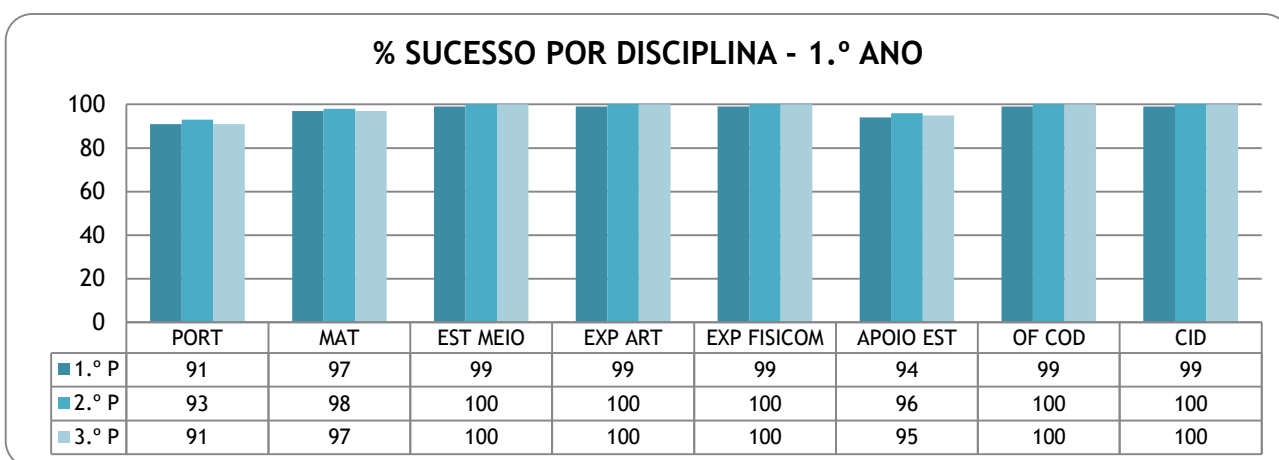 % SUCESSO POR DISCIPLINA - 1.º ANO
100
80
60
40
20
0
PORT MAT EST MEIO EXP ART EXP FISICOM APOIO EST OF COD CID
1.º P 91 97 99 99 99 94 99 99
2.º P 93 98 100 100 100 96 100 100
3.º P 91 97 100 100 100 95 100 100